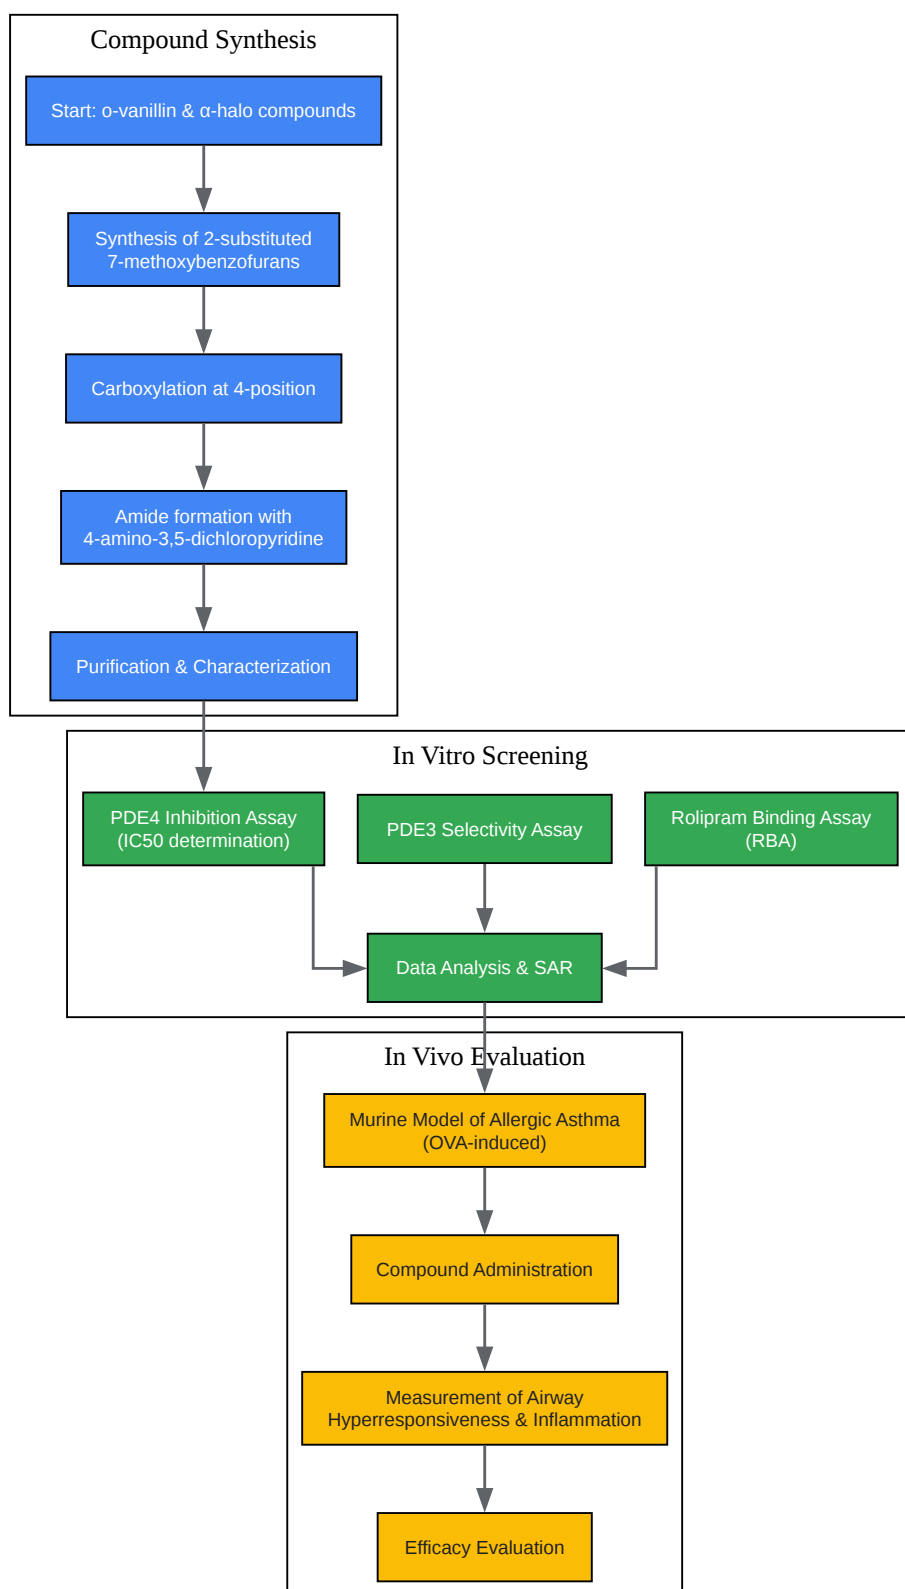 Compound Synthesis
Start: o-vanillin & α-halo compounds
Synthesis of 2-substituted
7-methoxybenzofurans
Carboxylation at 4-position
Amide formation with
4-amino-3,5-dichloropyridine
Purification & Characterization
In Vitro Screening
PDE4 Inhibition Assay
(IC50 determination)
PDE3 Selectivity Assay
Rolipram Binding Assay
(RBA)
Data Analysis & SAR
In Vivo Evaluation
Murine Model of Allergic Asthma
(OVA-induced)
Compound Administration
Measurement of Airway
Hyperresponsiveness & Inflammation
Efficacy Evaluation